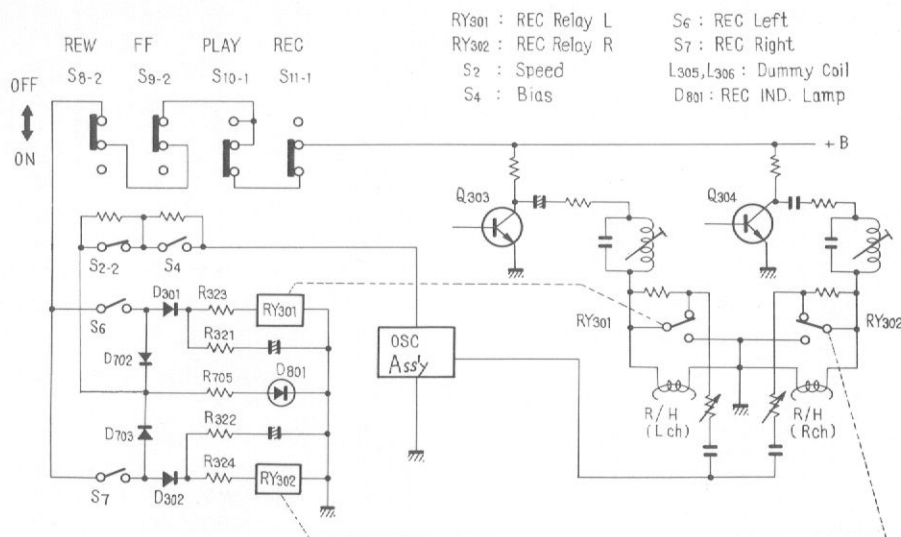 RY301 : REC Relay L
RY302 : REC Relay R
S2 : Speed
S4 : Bias
S6 : REC Left
S7 : REC Right
L305,L306 : Dummy Coil
D801 : REC IND. Lamp
REW FF PLAY REC
S8-2 S9-2 S10-1 S11-1
OFF
ON
+ B
Q303
Q304
S2-2 S4
D301
R323
RY301
S6
R321
D702
D801
R705
D703
R322
R324
RY302
S7
D302
OSC
Ass'y
RY301
RY302
R/H
(Lch)
R/H
(Rch)